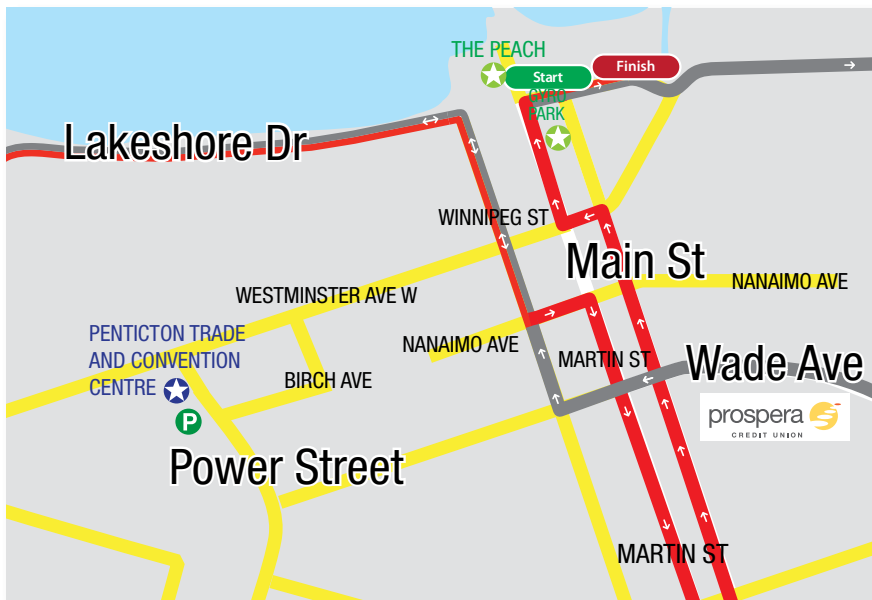 THE PEACH
Start
Finish
GYRO
PARK
Lakeshore Dr
WINNIPEG ST
Main St
NANAIMO AVE
WESTMINSTER AVE W
PENTICTON TRADE
AND CONVENTION
CENTRE
NANAIMO AVE
MARTIN ST
Wade Ave
BIRCH AVE
P
prospera
CREDIT UNION
Power Street
MARTIN ST